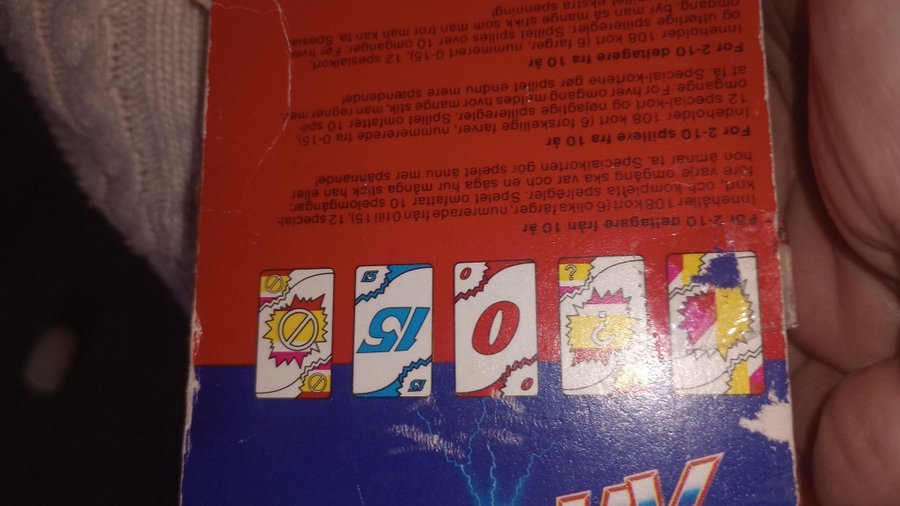 ?
0
0
0
15
15
15
För 2-10 deltagare från 10 år
Innehåller 108 kort (6 olika färger, numrerade från 0 till 15), 12 special-
kort, och kompletta spelregler. Spelet omfattar 10 spelomgångar.
före varje omgång ska var och en säga hur många stick han eller
hon ämnar ta. Specialkorten gör spelet ännu mer spännande!
For 2-10 spillere fra 10 år
Indeholder 108 kort (6 forskellige farver, nummererede fra 0-15),
12 special-kort og nøjagtige spilleregler. Spillet omfatter 10 spil-
omgange. For hver omgang meldes hvor mange stik, man regner med
at få. Special-kortene gør spillet endnu mere spændende!
For 2-10 deltagere fra 10 år
Inneholder 108 kort (6 farger, nummerert 0-15), 12 spesialkort,
og utførlige spilleregler. Spillet spilles over 10 omganger. Før hver
omgang, byr man så mange stikk som man tror man kan ta.
ekstra spenning!